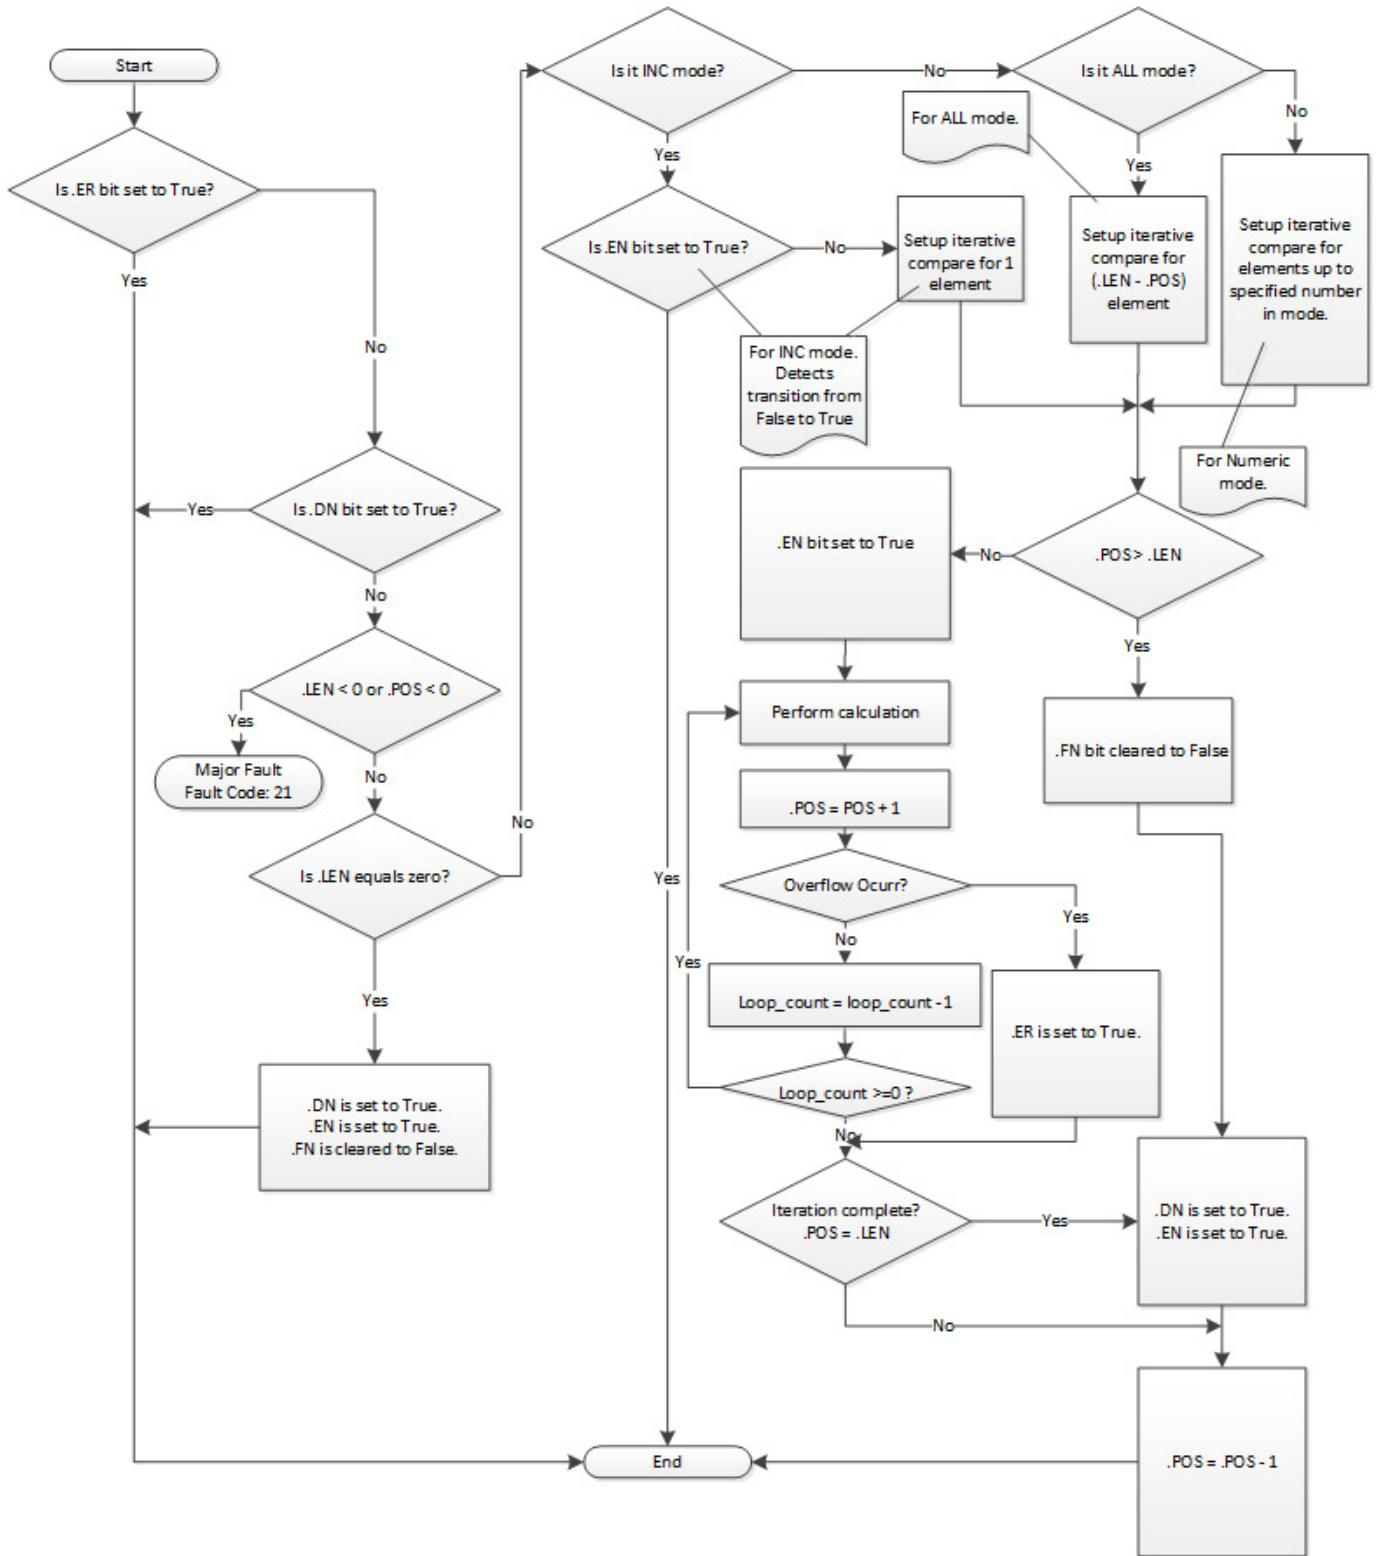 Start
Is .ER bit set to True?
Yes
No
Is .DN bit set to True?
Yes
No
.LEN < 0 or .POS < 0
Yes
Major Fault
Fault Code: 21
No
Is .LEN equals zero?
No
Yes
.DN is set to True.
.EN is set to True.
.FN is cleared to False.
Is it INC mode?
No
Yes
Is .EN bit set to True?
No
Yes
Setup iterative
compare for 1
element
For INC mode.
Detects
transition from
False to True
Is it ALL mode?
No
Yes
For ALL mode.
Setup iterative
compare for
(.LEN - .POS)
element
Setup iterative
compare for
elements up to
specified number
in mode.
For Numeric
mode.
.POS > .LEN
No
Yes
.EN bit set to True
Perform calculation
.POS = POS + 1
Overflow Ocurr?
Yes
No
Loop_count = loop_count -1
.ER is set to True.
Loop_count >=0 ?
Yes
No
Iteration complete?
.POS = .LEN
Yes
No
.FN bit cleared to False
.DN is set to True.
.EN is set to True.
.POS = .POS - 1
End